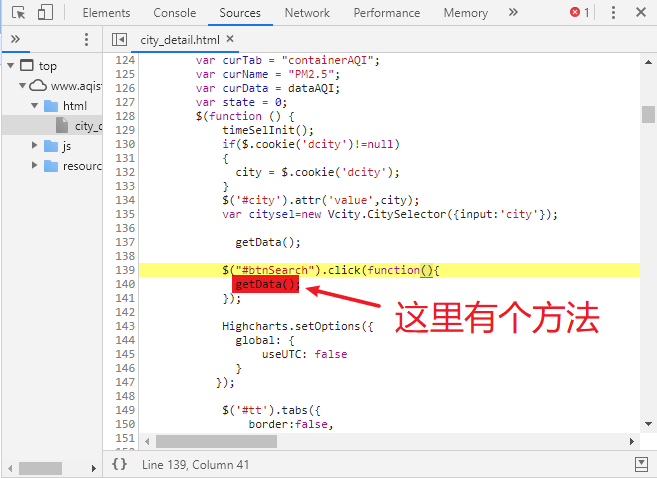 Elements Console Sources Network Performance Memory » 1
» city_detail.html ×
top
www.aqist
html
city_d
js
resourc
124 var curTab = "containerAQI";
125 var curName = "PM2.5";
126 var curData = dataAQI;
127 var state = 0;
128 $(function () {
129 timeSelInit();
130 if($.cookie('dcity')!=null)
131 {
132 city = $.cookie('dcity');
133 }
134 $('#city').attr('value',city);
135 var citysel=new Vcity.CitySelector({input:'city'});
136
137 getData();
138
139 $("#btnSearch").click(function(){
140 getData();
141 });
142
143 Highcharts.setOptions({
144 global: {
145 useUTC: false
146 }
147 });
148
149 $('#tt').tabs({
150 border:false,
151
这里有个方法
{} Line 139, Column 41